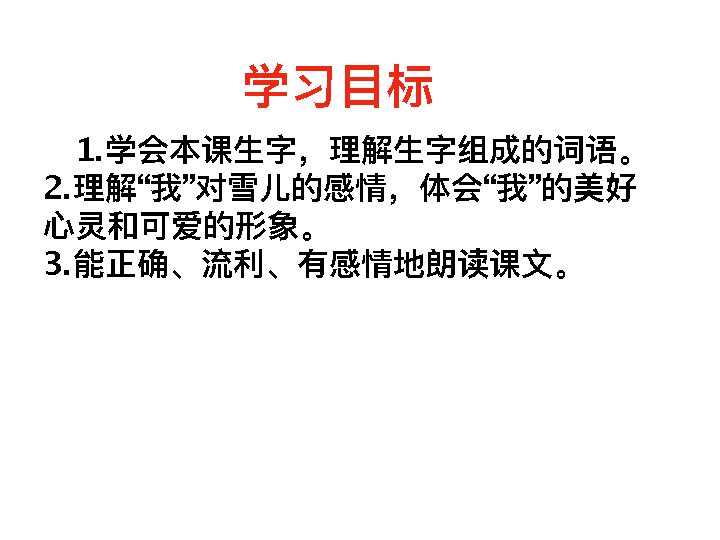 学习目标
1.学会本课生字，理解生字组成的词语。
2.理解“我”对雪儿的感情，体会“我”的美好
心灵和可爱的形象。
3.能正确、流利、有感情地朗读课文。